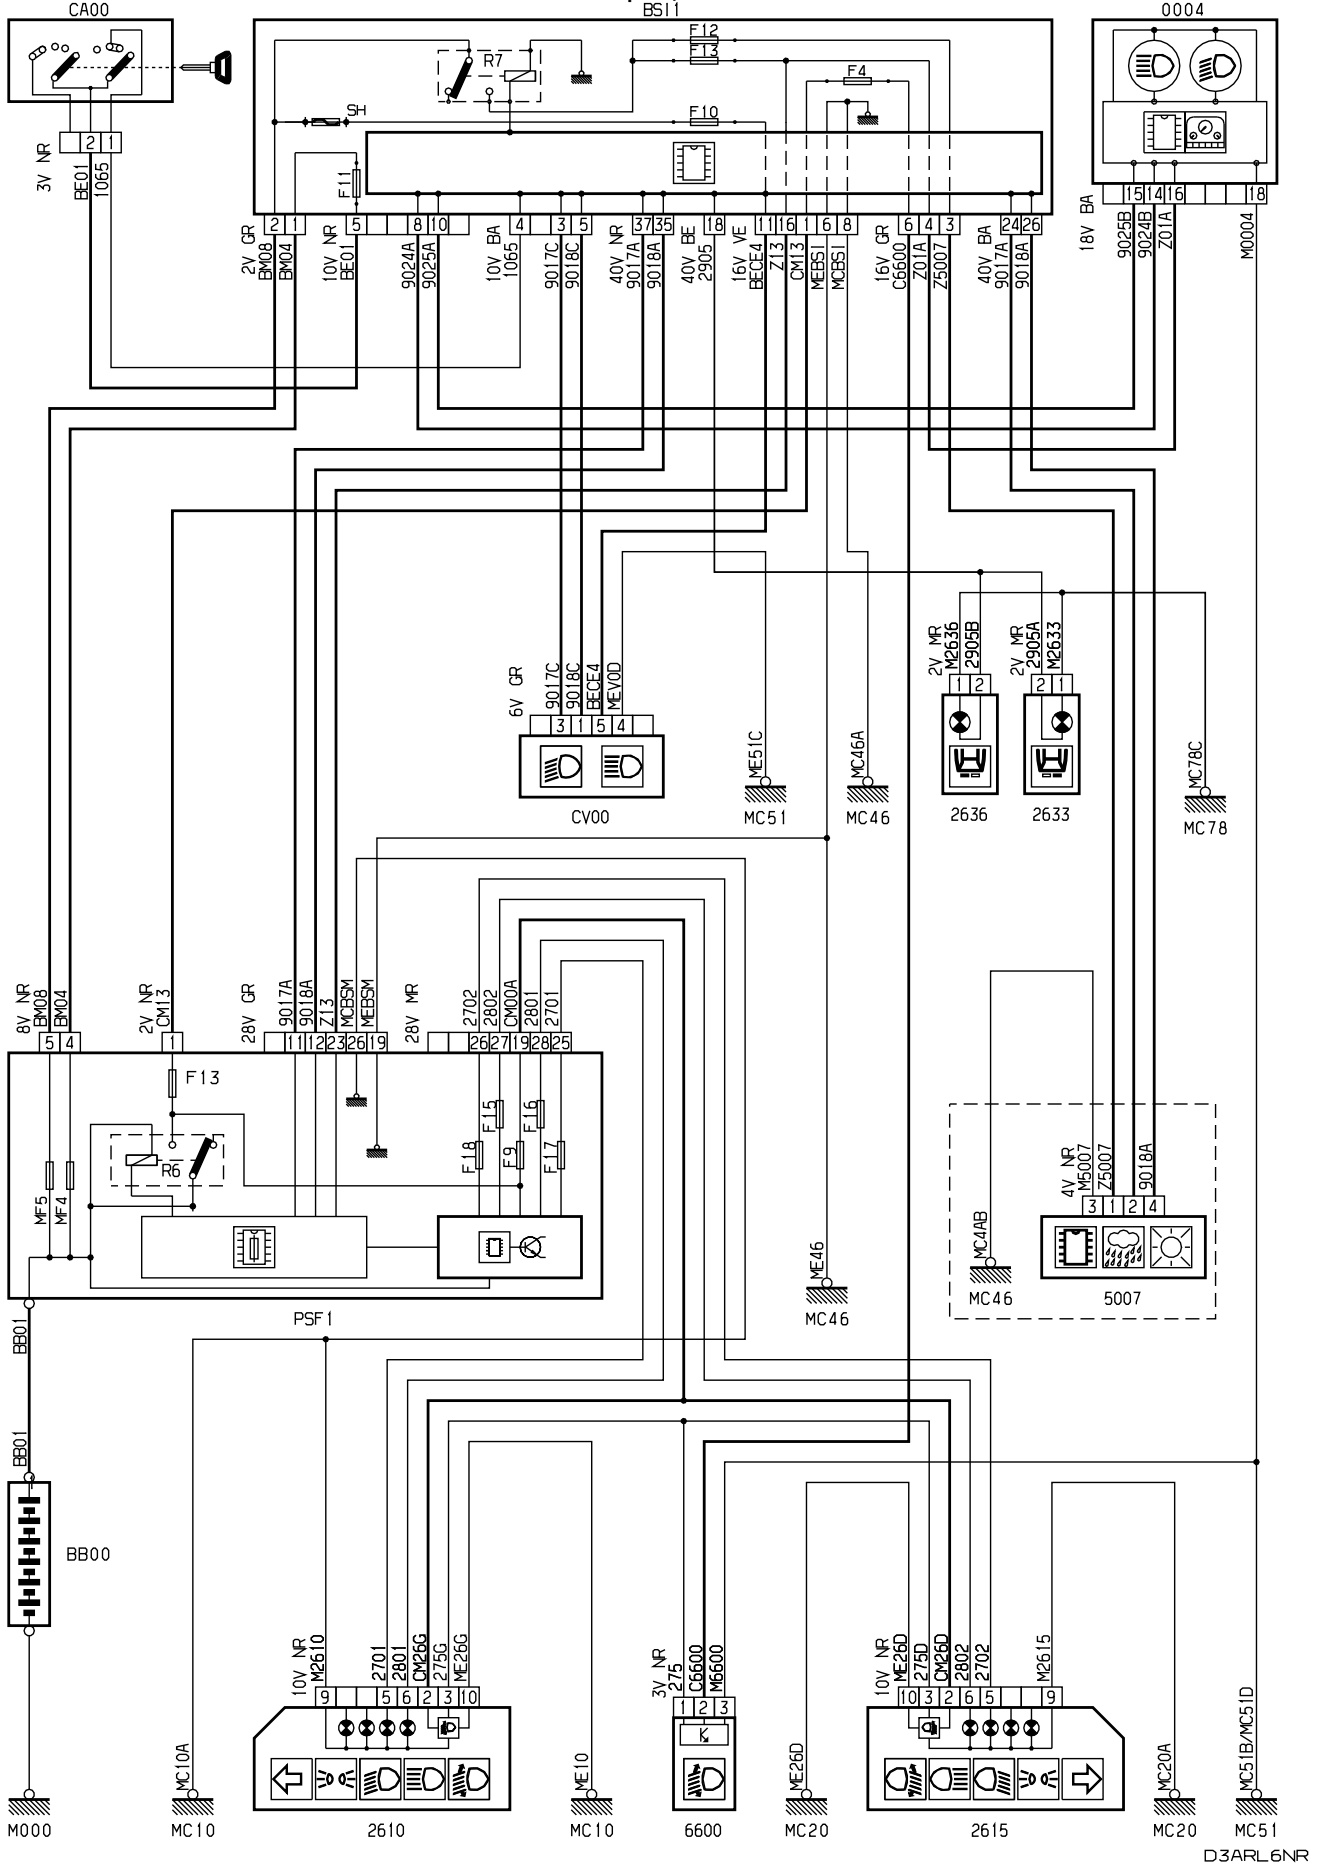 CA00
BSI1
0004
R7
F12
F13
F4
SH
F10
F11
3V NR
2
1
BE01
1065
2V GR
2
1
BM08
BM04
10V NR
5
8
10
BE01
9024A
9025A
10V BA
4
3
5
1065
9017C
9018C
40V NR
37
35
9017A
9018A
40V BE
18
2905
16V VE
11
16
1
6
8
BECE4
Z13
CM13
MEBSI
MCBSI
16V GR
6
4
3
C6600
Z01A
Z5007
40V BA
24
26
9017A
9018A
18V BA
15
14
16
18
9025B
9024B
Z01A
M0004
6V GR
9017C
9018C
BECE4
MEV0D
3
1
5
4
CV00
ME51C
MC51
MC46A
MC46
2V MR
M2636
2905B
1
2
2636
2V MR
2905A
M2633
2
1
2633
MC78C
MC78
8V NR
BM08
BM04
5
4
2V NR
CM13
1
28V GR
9017A
9018A
Z13
MCBSM
MEBSM
11
12
23
26
19
28V MR
2702
2802
CM00A
2801
2701
26
27
19
28
25
F13
R6
MF5
MF4
F18
F15
F9
F16
F17
PSF1
ME46
MC46
MC4AB
MC46
4V NR
M5007
Z5007
9018A
3
1
2
4
5007
BB01
BB01
BB00
M000
MC10A
MC10
10V NR
M2610
2701
2801
CM26G
275G
ME26G
9
5
6
2
3
10
2610
ME10
MC10
3V NR
275
C6600
M6600
1
2
3
K
6600
ME26D
MC20
10V NR
ME26D
275D
CM26D
2802
2702
M2615
10
3
2
6
5
9
2615
MC20A
MC20
MC51B/MC51D
MC51
D3ARL6NR